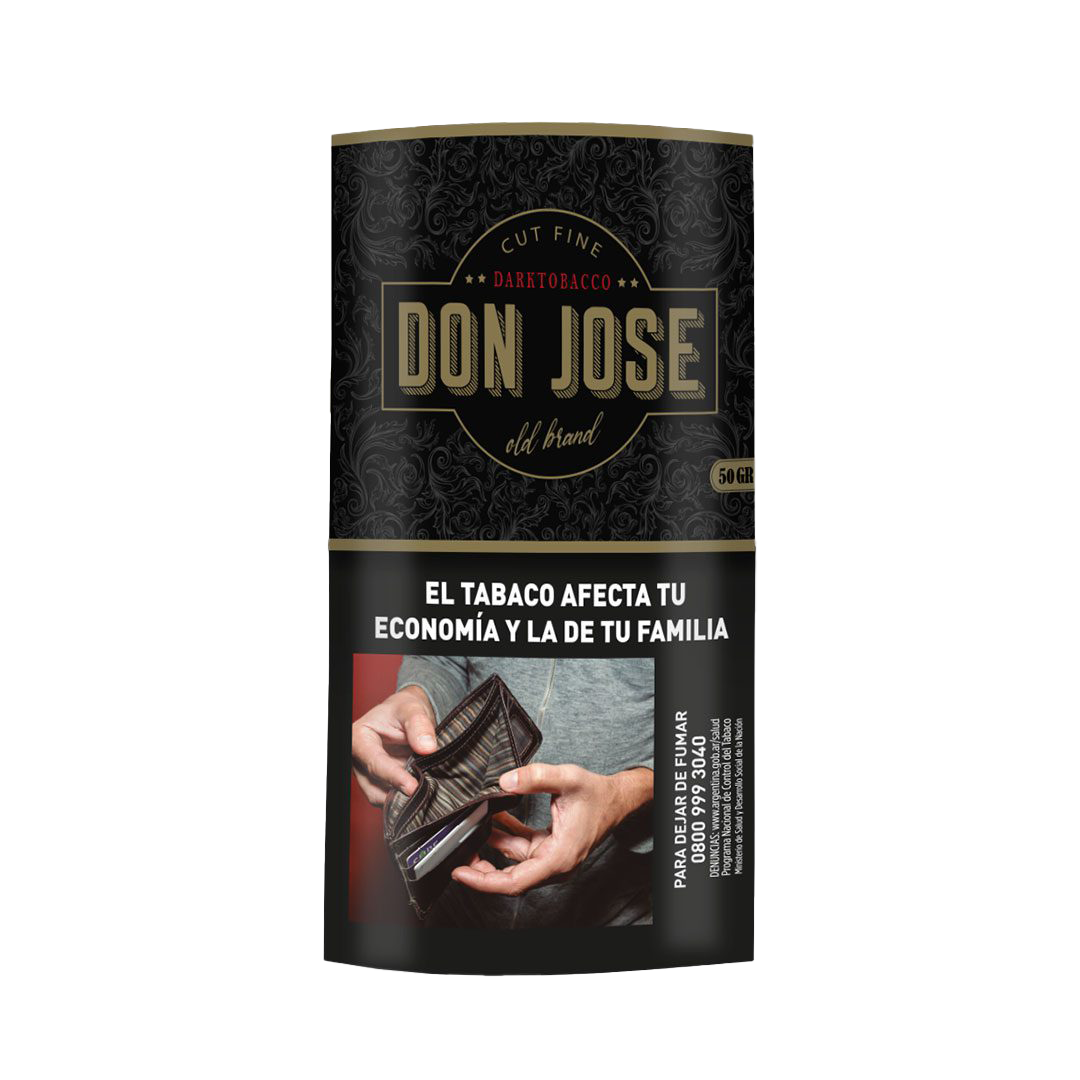 CUT FINE
DARKTOBACCO
DON JOSE
old brand
50 GR
EL TABACO AFECTA TU
ECONOMÍA Y LA DE TU FAMILIA
PARA DEJAR DE FUMAR
0800 999 3040
DENUNCIAS: www.argentina.gob.ar/salud
Programa Nacional de Control del Tabaco
Ministerio de Salud y Desarrollo Social de la Nación